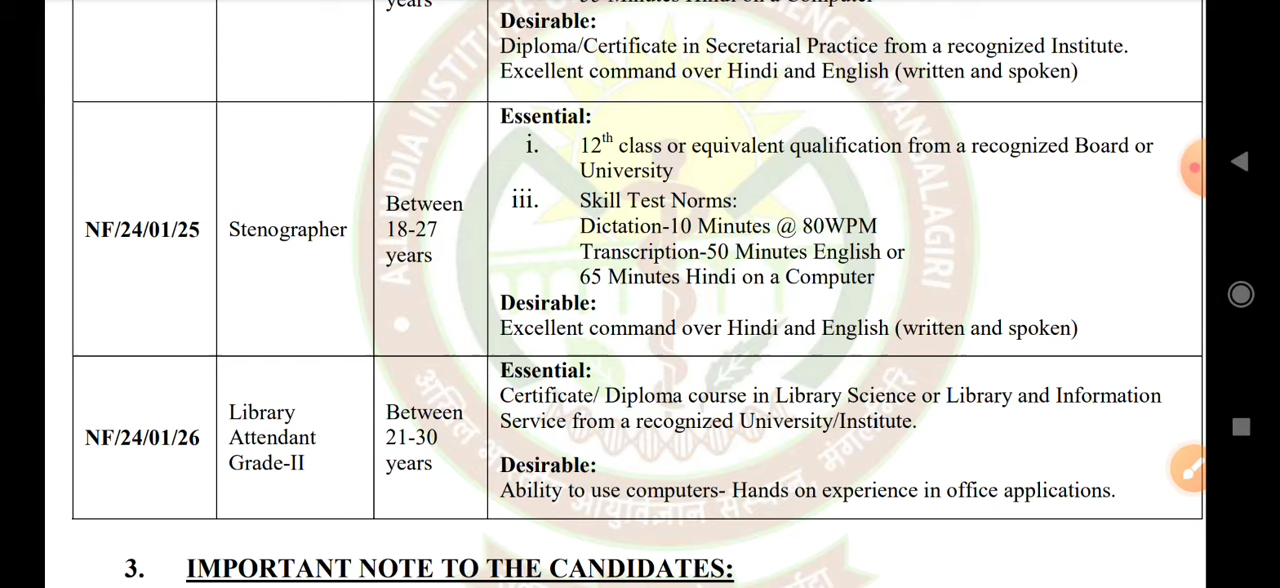 years
Desirable:
Diploma/Certificate in Secretarial Practice from a recognized Institute.
Excellent command over Hindi and English (written and spoken)
NF/24/01/25
Stenographer
Between
18-27
years
Essential:
i. 12th class or equivalent qualification from a recognized Board or
University
iii. Skill Test Norms:
Dictation-10 Minutes @ 80WPM
Transcription-50 Minutes English or
65 Minutes Hindi on a Computer
Desirable:
Excellent command over Hindi and English (written and spoken)
NF/24/01/26
Library
Attendant
Grade-II
Between
21-30
years
Essential:
Certificate/ Diploma course in Library Science or Library and Information
Service from a recognized University/Institute.
Desirable:
Ability to use computers- Hands on experience in office applications.
3. IMPORTANT NOTE TO THE CANDIDATES: